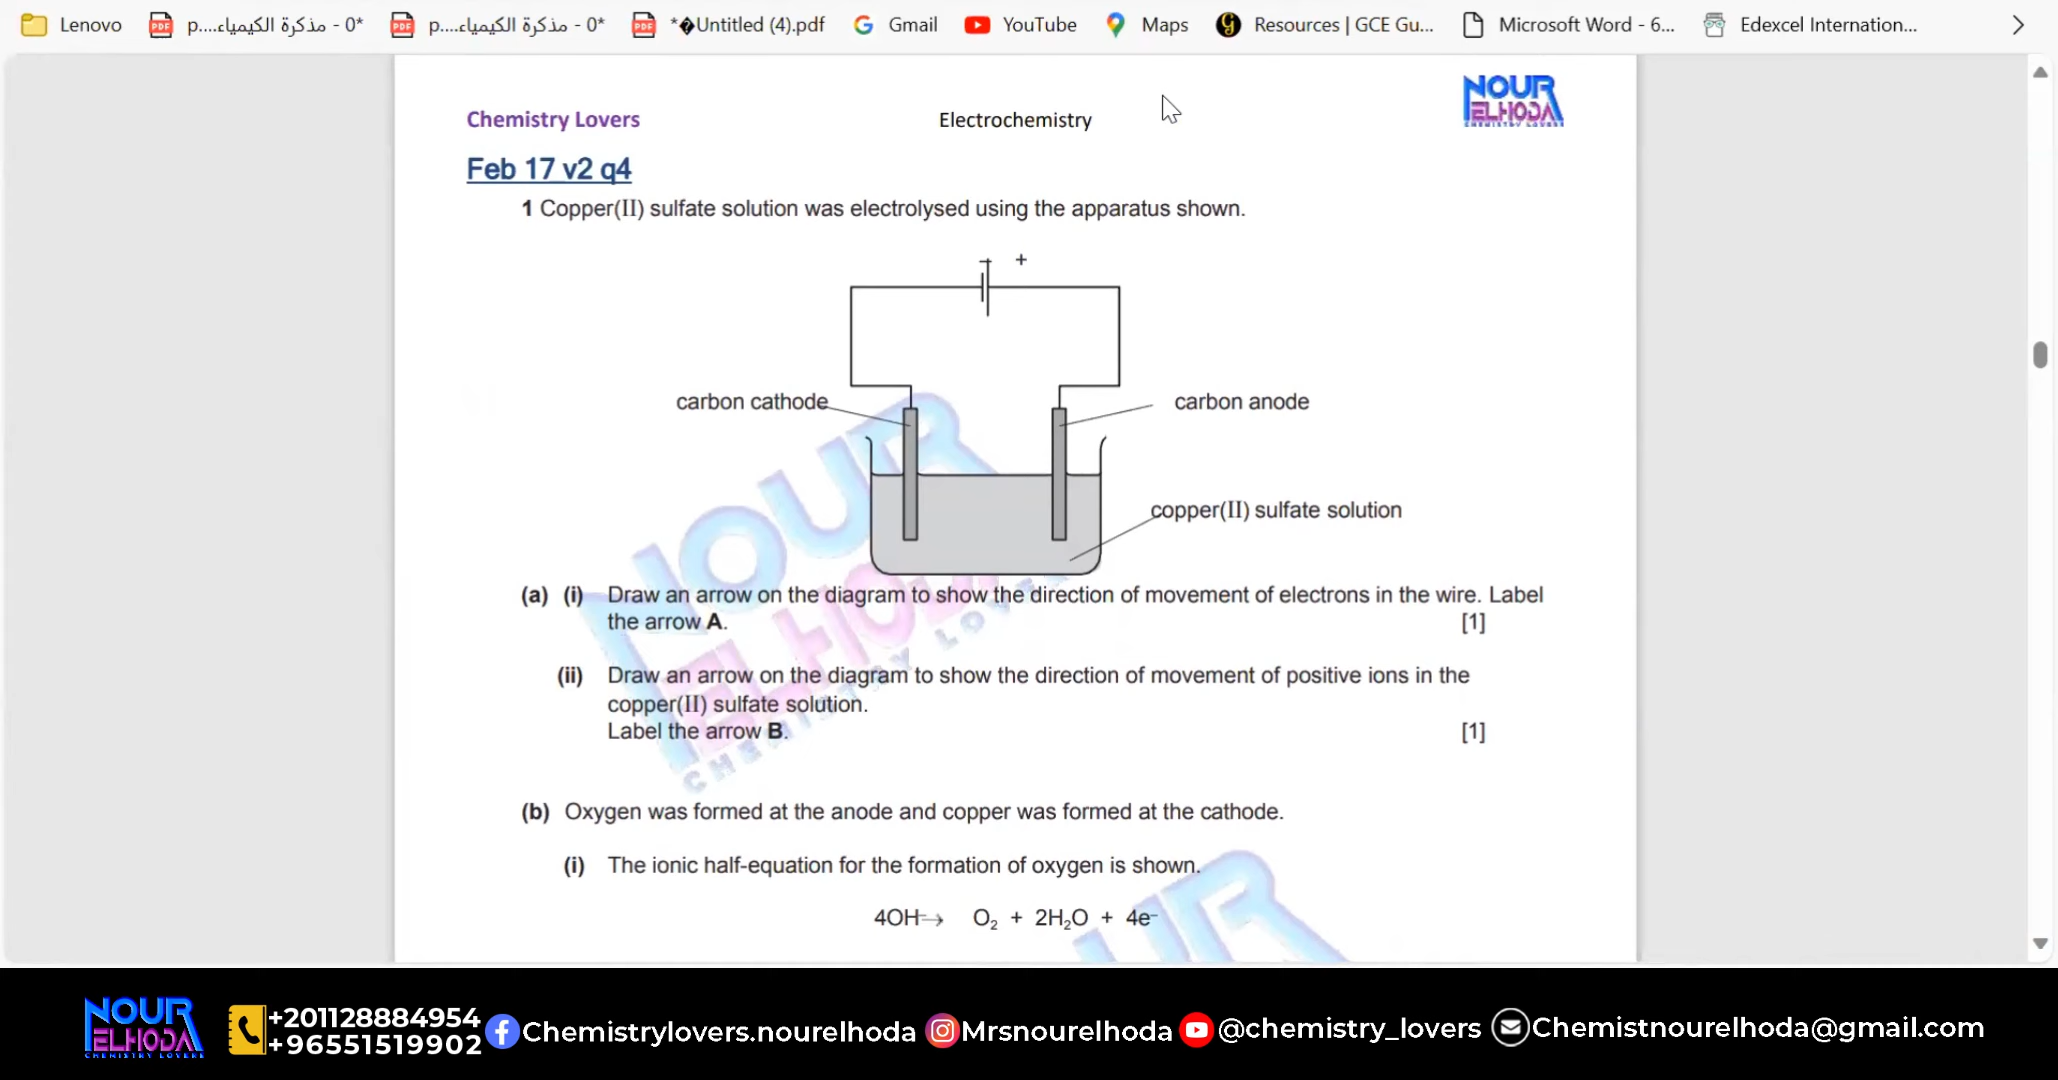 Lenovo
*0 - مذكرة الكيمياء....p
*0 - مذكرة الكيمياء....p
*�Untitled (4).pdf
Gmail
YouTube
Maps
Resources | GCE Gu...
Microsoft Word - 6...
Edexcel Internation...
Chemistry Lovers
Electrochemistry
NOUR
ELHODA
CHEMISTRY LOVERS
Feb 17 v2 q4
1 Copper(II) sulfate solution was electrolysed using the apparatus shown.
+
carbon cathode
carbon anode
copper(II) sulfate solution
(a) (i) Draw an arrow on the diagram to show the direction of movement of electrons in the wire. Label
the arrow A. [1]
(ii) Draw an arrow on the diagram to show the direction of movement of positive ions in the
copper(II) sulfate solution.
Label the arrow B. [1]
(b) Oxygen was formed at the anode and copper was formed at the cathode.
(i) The ionic half-equation for the formation of oxygen is shown.
4OH⁻→ O₂ + 2H₂O + 4e⁻
NOUR
ELHODA
CHEMISTRY LOVERS
+201128884954
+96551519902
Chemistrylovers.nourelhoda
Mrsnourelhoda
@chemistry_lovers
Chemistnourelhoda@gmail.com